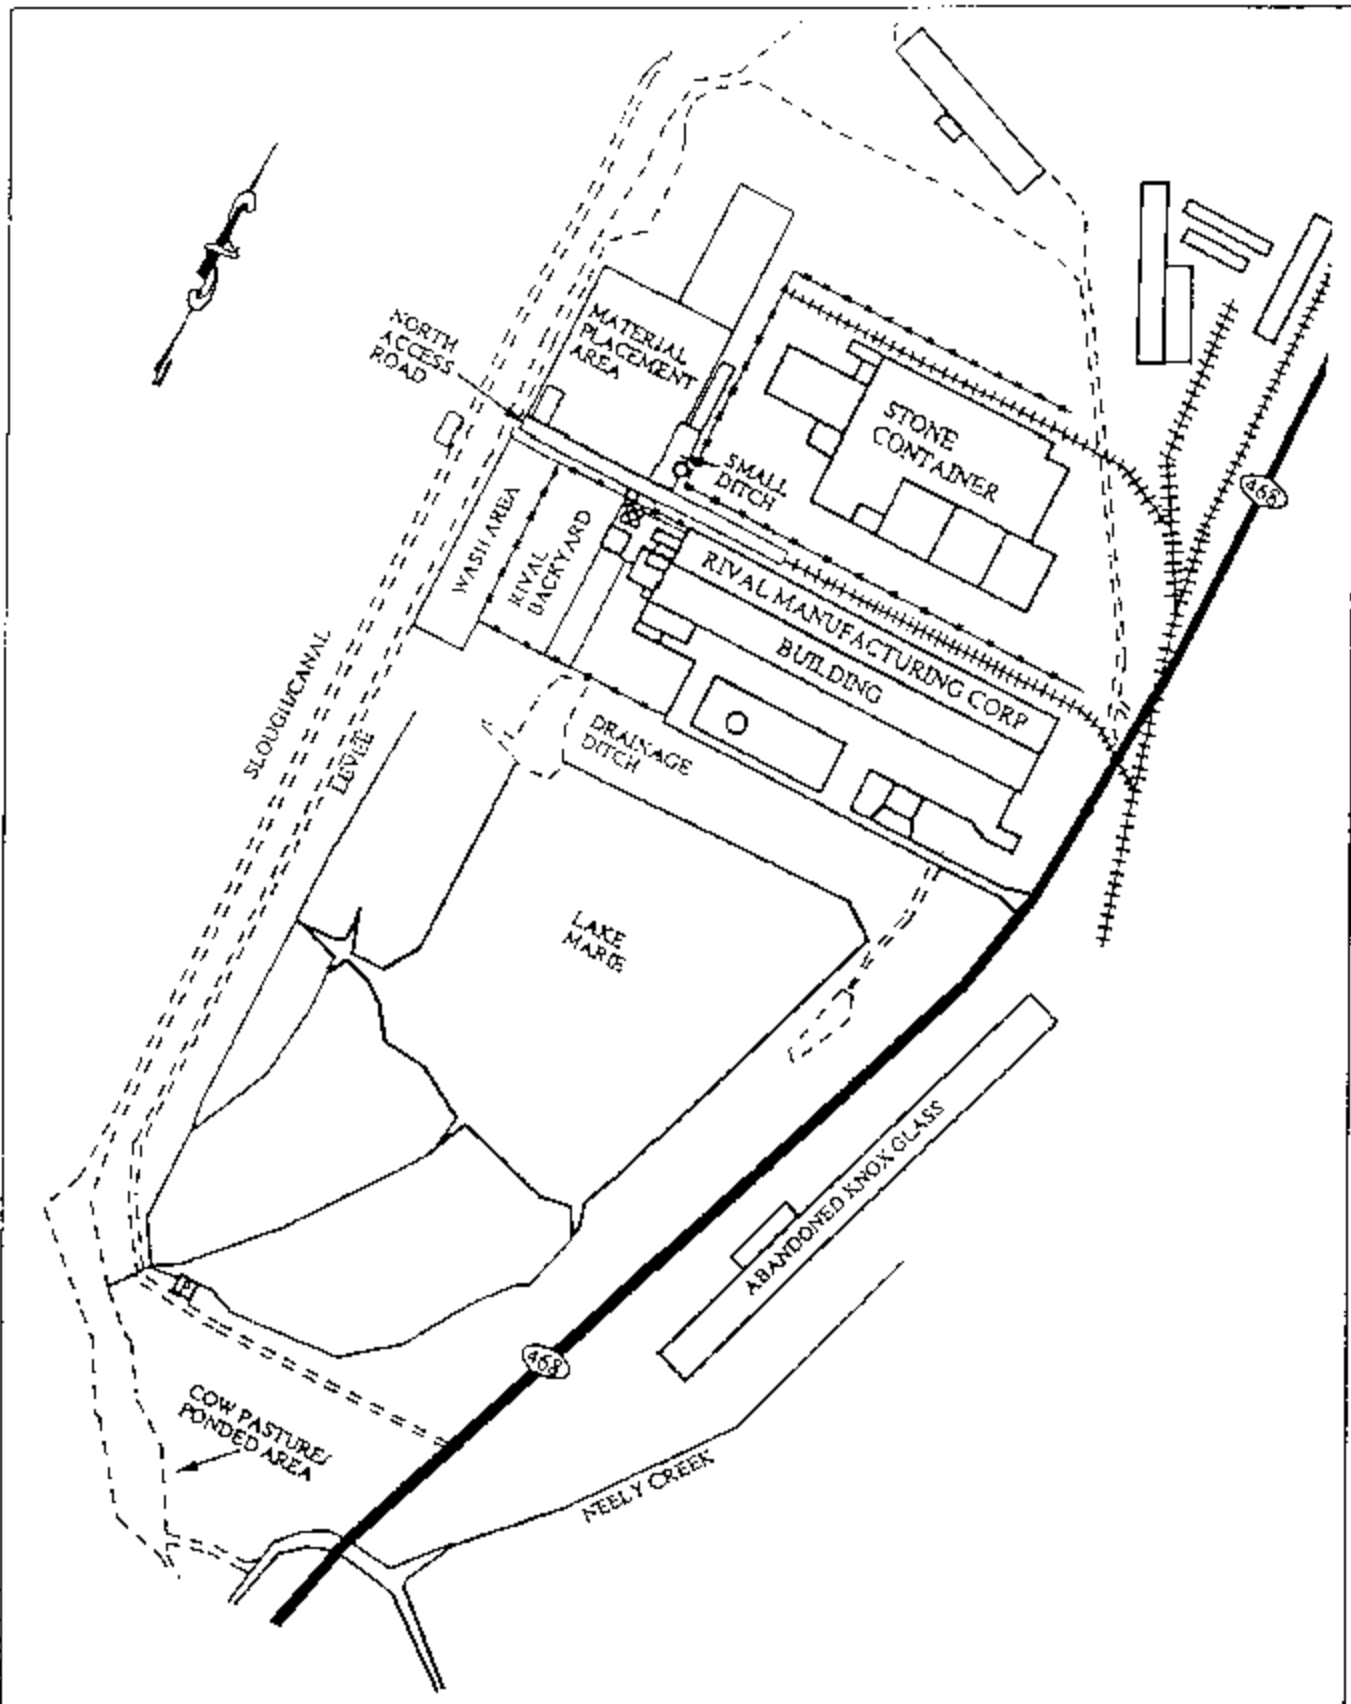 NORTH
ACCESS
ROAD
MATERIAL
PLACEMENT
AREA
STONE
CONTAINER
SMALL
DITCH
468
WASH AREA
RIVAL
BACKYARD
RIVAL MANUFACTURING CORP
BUILDING
SLOUGH/CANAL
LEVEE
DRAINAGE
DITCH
LAKE
MARIE
ABANDONED KNOX GLASS
P
468
COW PASTURE/
PONDED AREA
NEELY CREEK